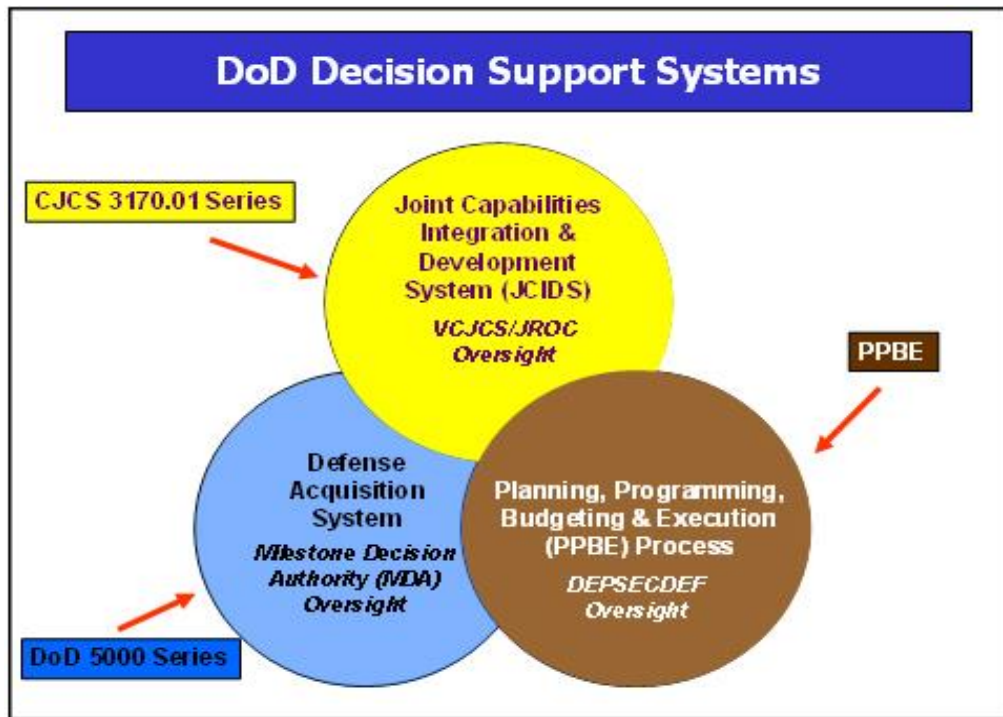 DoD Decision Support Systems
CJCS 3170.01 Series
Joint Capabilities
Integration &
Development
System (JCIDS)
VCJCS/JROC
Oversight
PPBE
Defense
Acquisition
System
Milestone Decision
Authority (MDA)
Oversight
Planning, Programming,
Budgeting & Execution
(PPBE) Process
DEPSECDEF
Oversight
DoD 5000 Series